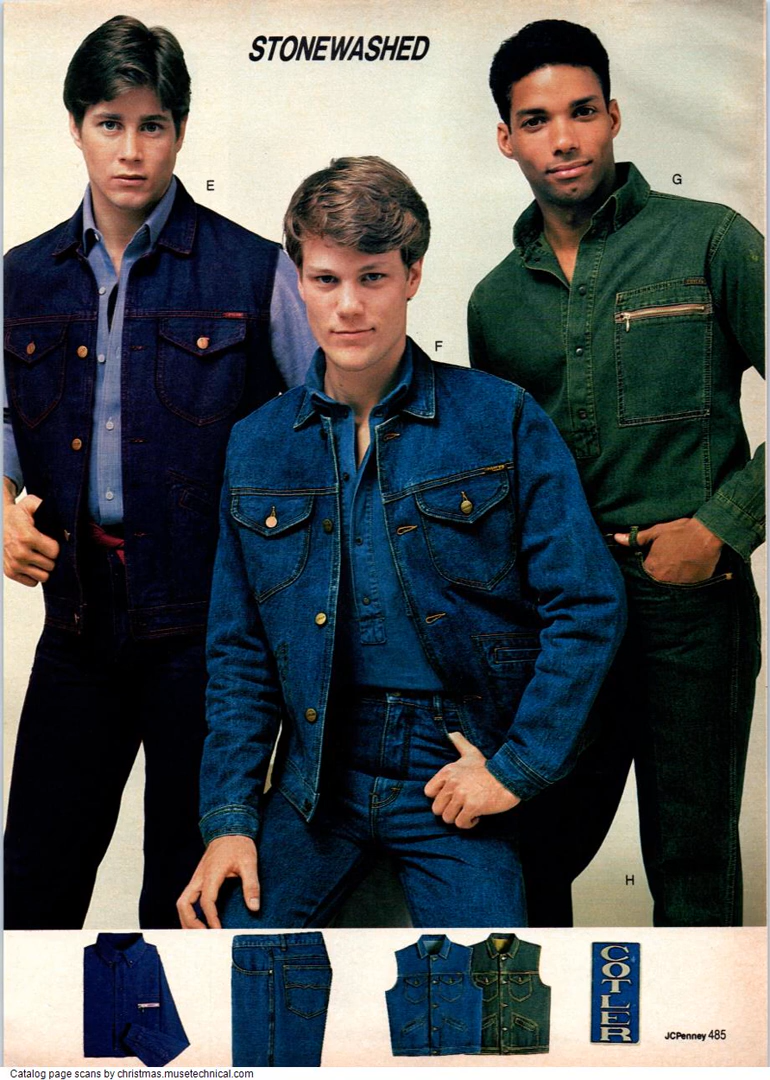 STONEWASHED
E
G
F
H
COTLER
JCPenney 485
Catalog page scans by christmas.musetechnical.com